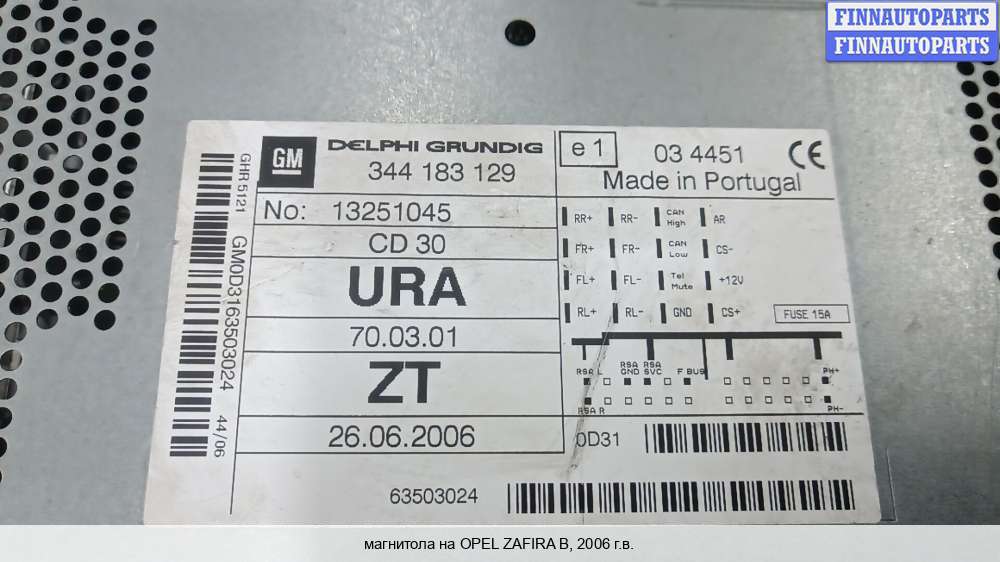 FINNAUTOPARTS
FINNAUTOPARTS
GM
DELPHI GRUNDIG
344 183 129
e 1
03 4451
CE
Made in Portugal
GHR 5121
GM0D3163503024
44/06
No: 13251045
CD 30
URA
70.03.01
ZT
26.06.2006
RR+ RR- CAN High AR
FR+ FR- CAN Low CS-
FL+ FL- Tel Mute +12V
RL+ RL- GND CS+ FUSE 15A
RSA L RSA GND RSA SVC F BUS PH+
RSA R PH-
0D31
63503024
магнитола на OPEL ZAFIRA B, 2006 г.в.